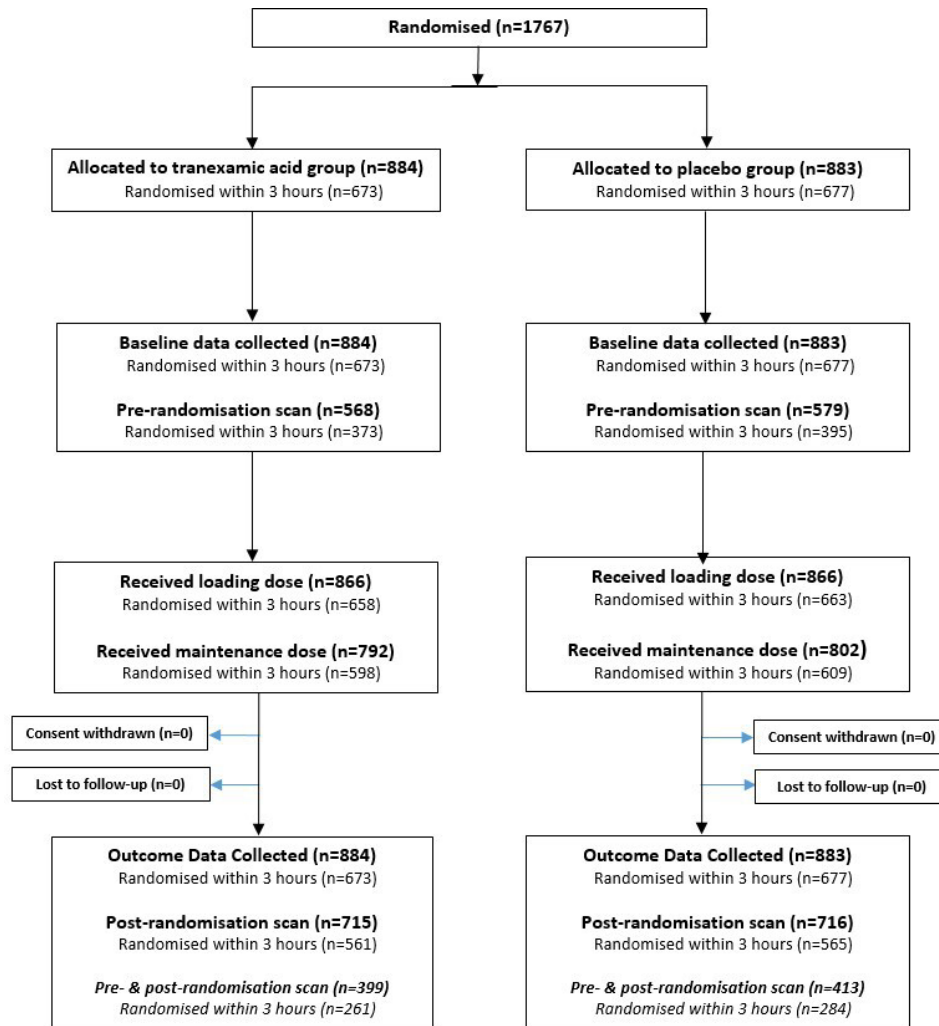 Randomised (n=1767)
Allocated to tranexamic acid group (n=884)
Randomised within 3 hours (n=673)
Allocated to placebo group (n=883)
Randomised within 3 hours (n=677)
Baseline data collected (n=884)
Randomised within 3 hours (n=673)
Pre-randomisation scan (n=568)
Randomised within 3 hours (n=373)
Baseline data collected (n=883)
Randomised within 3 hours (n=677)
Pre-randomisation scan (n=579)
Randomised within 3 hours (n=395)
Received loading dose (n=866)
Randomised within 3 hours (n=658)
Received maintenance dose (n=792)
Randomised within 3 hours (n=598)
Received loading dose (n=866)
Randomised within 3 hours (n=663)
Received maintenance dose (n=802)
Randomised within 3 hours (n=609)
Consent withdrawn (n=0)
Lost to follow-up (n=0)
Consent withdrawn (n=0)
Lost to follow-up (n=0)
Outcome Data Collected (n=884)
Randomised within 3 hours (n=673)
Post-randomisation scan (n=715)
Randomised within 3 hours (n=561)
Pre- & post-randomisation scan (n=399)
Randomised within 3 hours (n=261)
Outcome Data Collected (n=883)
Randomised within 3 hours (n=677)
Post-randomisation scan (n=716)
Randomised within 3 hours (n=565)
Pre- & post-randomisation scan (n=413)
Randomised within 3 hours (n=284)